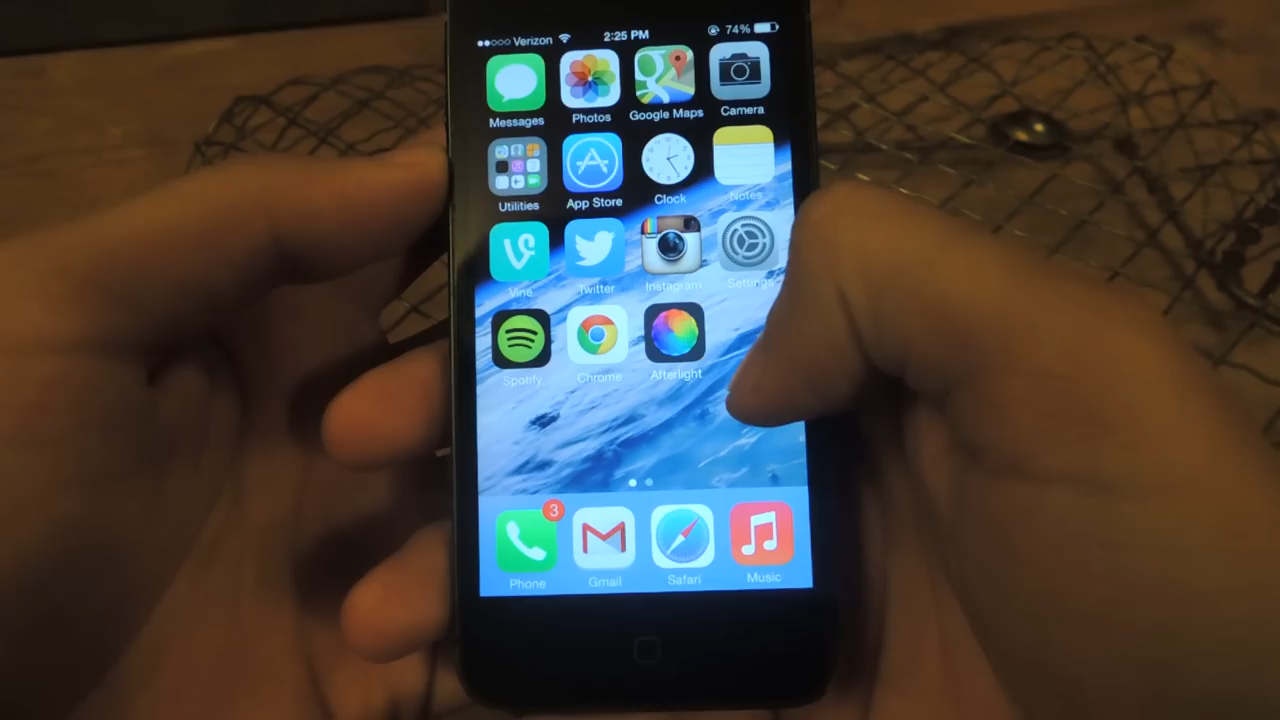 Verizon 2:25 PM 74%
Messages Photos Google Maps Camera
Utilities App Store Clock Notes
Vine Twitter Instagram Settings
Spotify Chrome Afterlight
3
Phone Gmail Safari Music